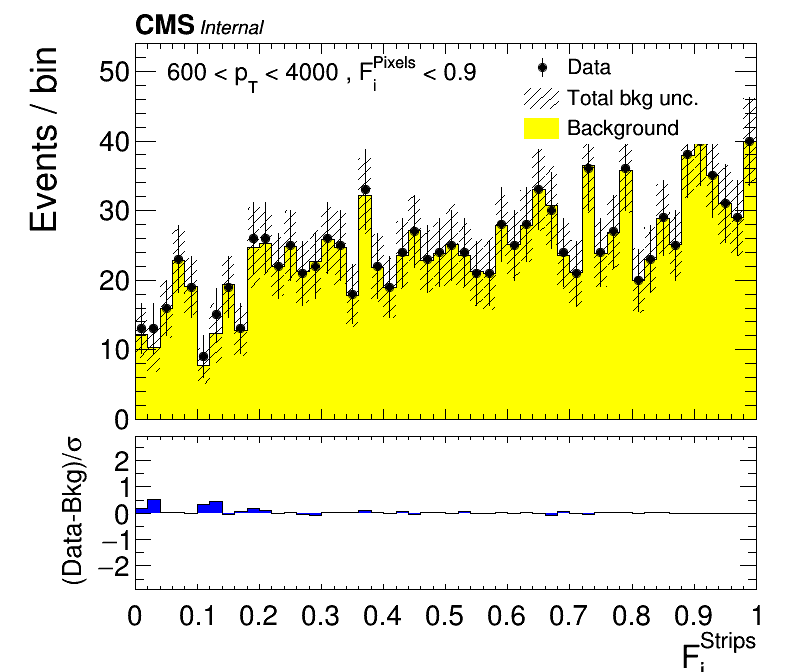 CMS Internal
Events / bin
600 < p_T < 4000 , F_i^Pixels < 0.9
Data
Total bkg unc.
Background
50
40
30
20
10
0
(Data-Bkg)/σ
2
1
0
−1
−2
0 0.1 0.2 0.3 0.4 0.5 0.6 0.7 0.8 0.9 1
F_i^Strips